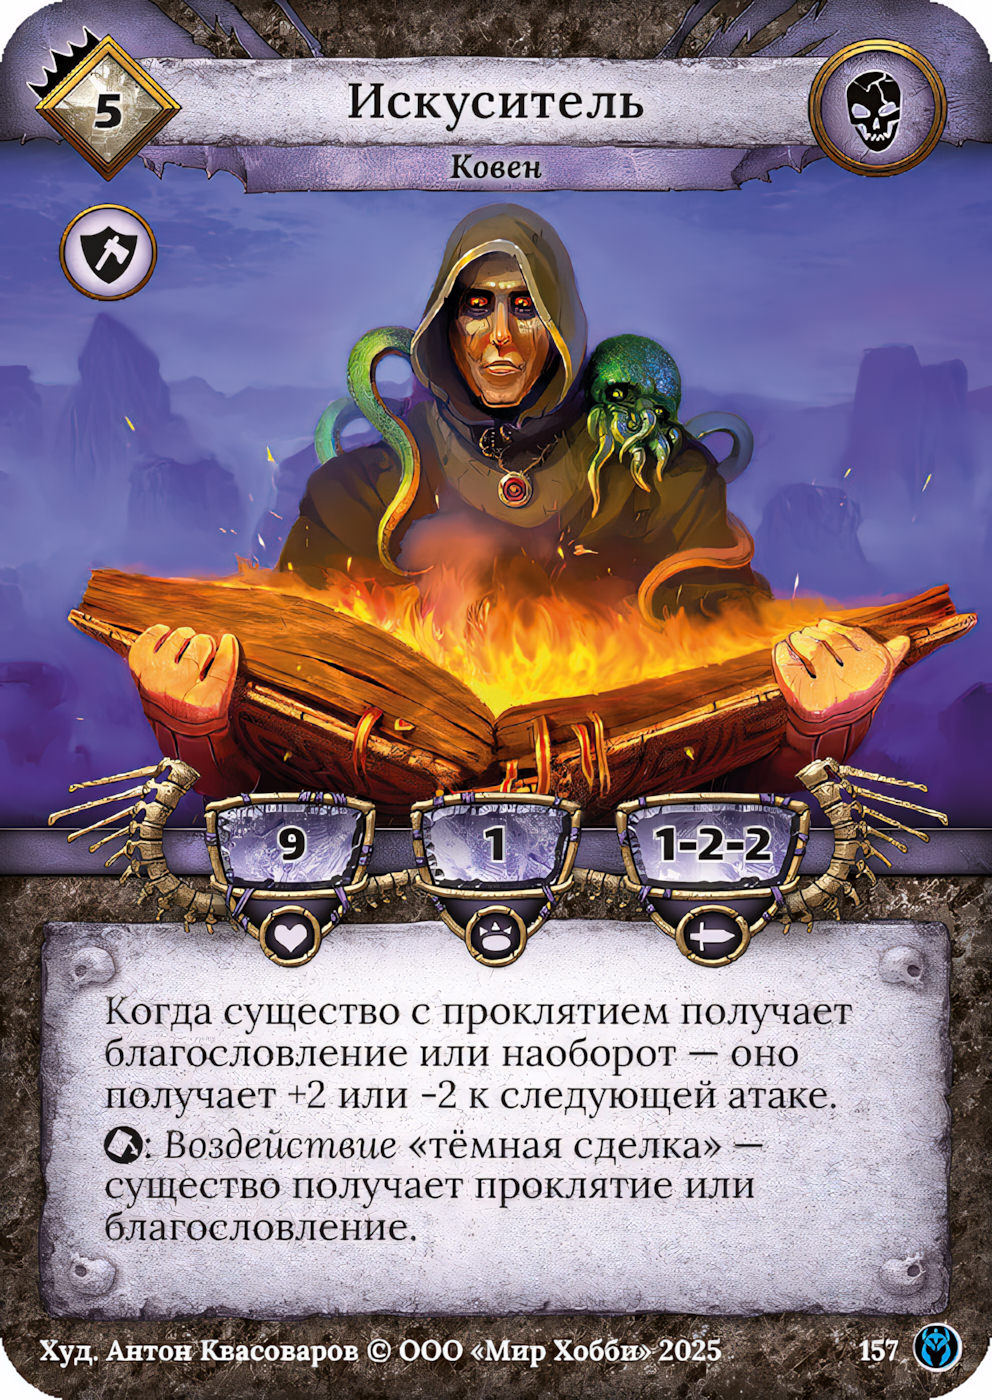 5
Искуситель
Ковен
9
1
1-2-2
Когда существо с проклятием получает
благословление или наоборот — оно
получает +2 или -2 к следующей атаке.
: Воздействие «тёмная сделка» —
существо получает проклятие или
благословление.
Худ. Антон Квасоваров © ООО «Мир Хобби» 2025
157